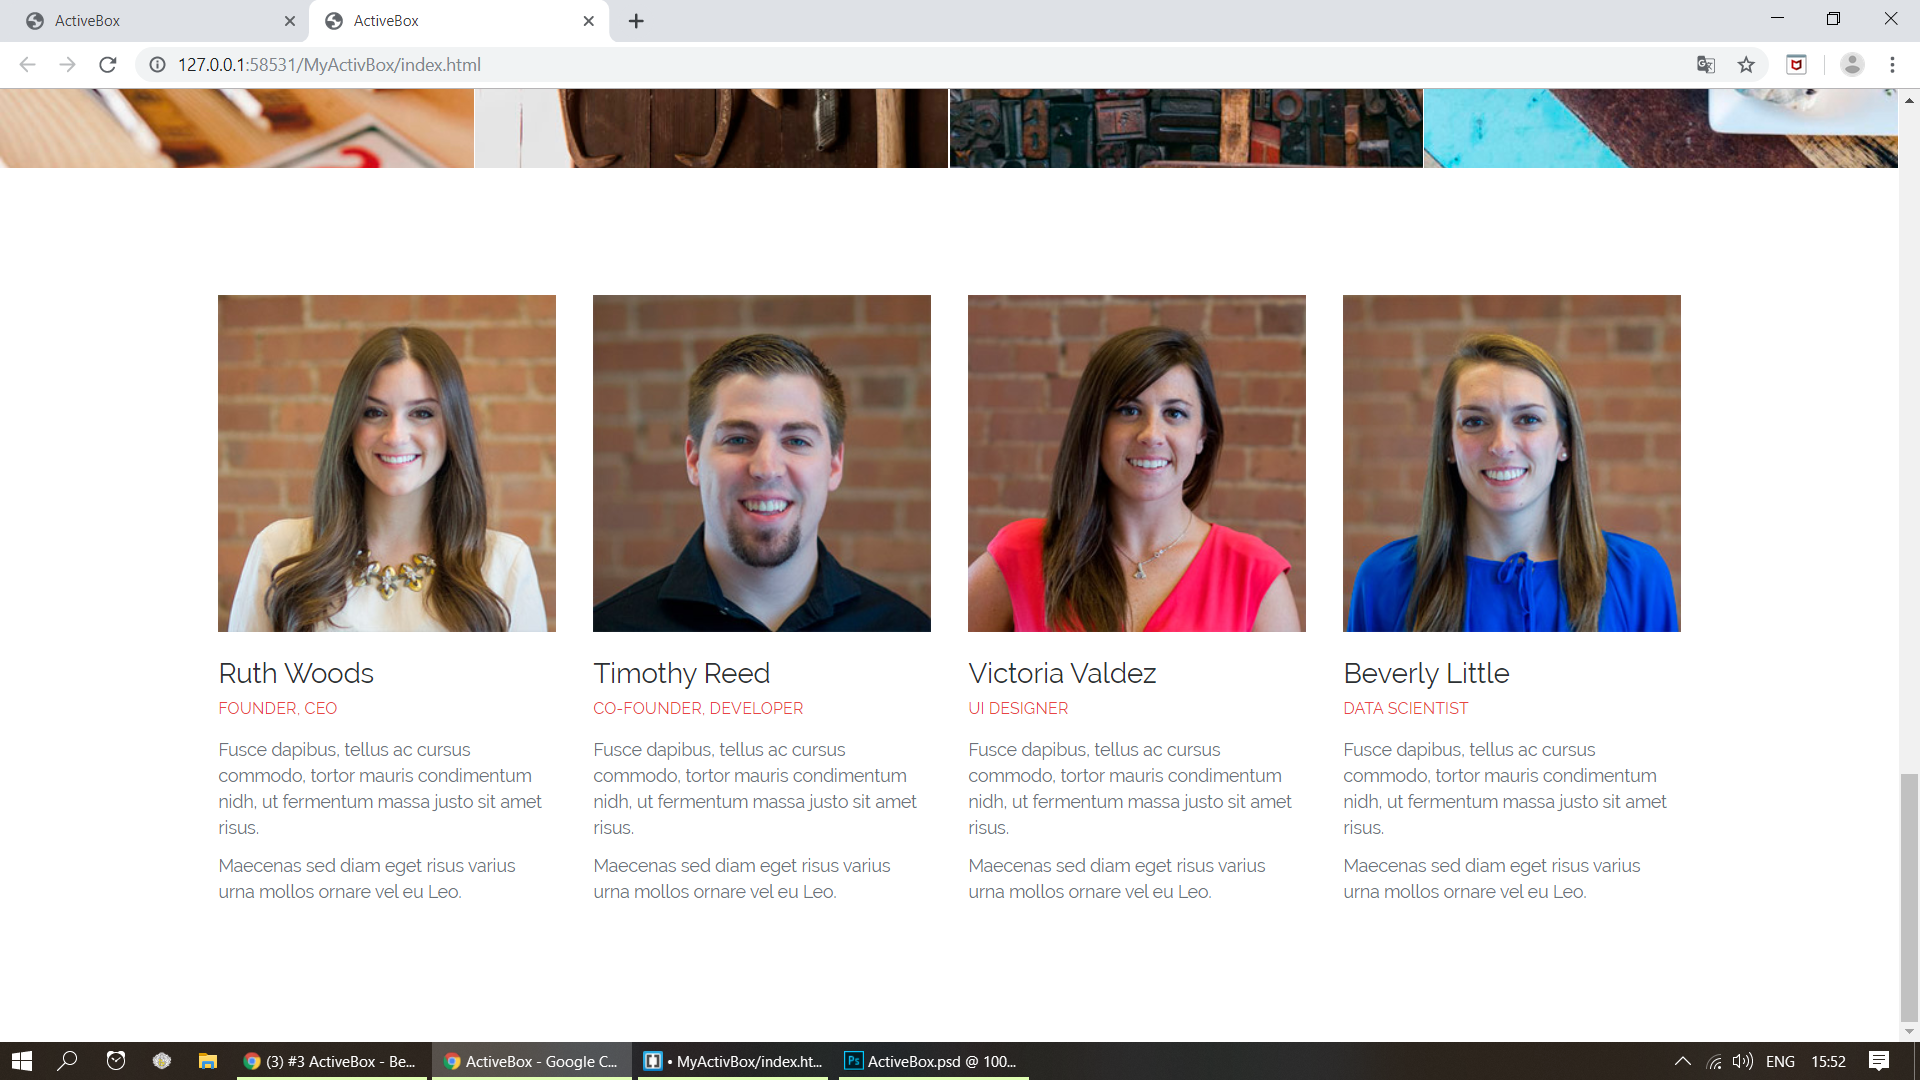 ActiveBox
ActiveBox
127.0.0.1:58531/MyActivBox/index.html
Ruth Woods
FOUNDER, CEO
Fusce dapibus, tellus ac cursus
commodo, tortor mauris condimentum
nidh, ut fermentum massa justo sit amet
risus.
Maecenas sed diam eget risus varius
urna mollos ornare vel eu Leo.
Timothy Reed
CO-FOUNDER, DEVELOPER
Fusce dapibus, tellus ac cursus
commodo, tortor mauris condimentum
nidh, ut fermentum massa justo sit amet
risus.
Maecenas sed diam eget risus varius
urna mollos ornare vel eu Leo.
Victoria Valdez
UI DESIGNER
Fusce dapibus, tellus ac cursus
commodo, tortor mauris condimentum
nidh, ut fermentum massa justo sit amet
risus.
Maecenas sed diam eget risus varius
urna mollos ornare vel eu Leo.
Beverly Little
DATA SCIENTIST
Fusce dapibus, tellus ac cursus
commodo, tortor mauris condimentum
nidh, ut fermentum massa justo sit amet
risus.
Maecenas sed diam eget risus varius
urna mollos ornare vel eu Leo.
(3) #3 ActiveBox - Be...
ActiveBox - Google C...
• MyActivBox/index.ht...
Ps
ActiveBox.psd @ 100...
ENG
15:52